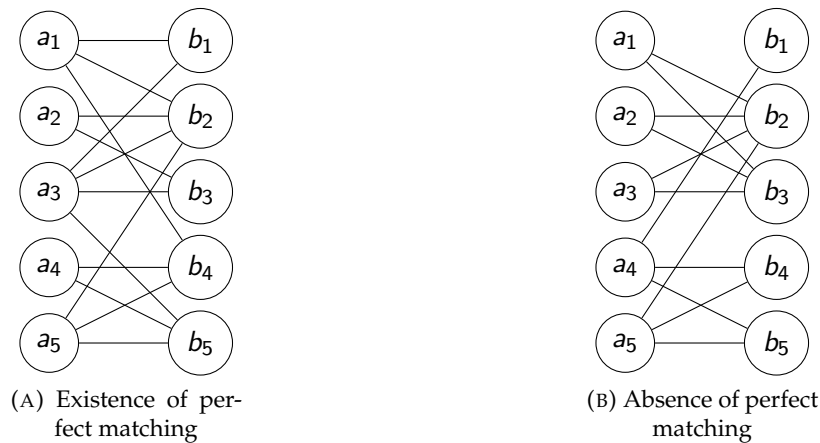 a1 b1 a1 b1
a2 b2 a2 b2
a3 b3 a3 b3
a4 b4 a4 b4
a5 b5 a5 b5
(A) Existence of per-
fect matching
(B) Absence of perfect
matching